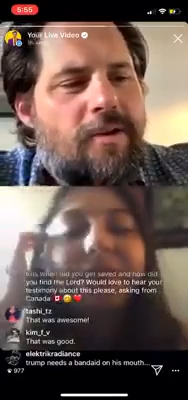 5:55
Your Live Video
kris when did you get saved and how did
you find the Lord? Would love to hear your
testimony about this please, asking from
Canada 🇨🇦😊❤️
tashi_tz
That was awesome!
kim_f_v
That was good.
elektrikradiance
trump needs a bandaid on his mouth...
977